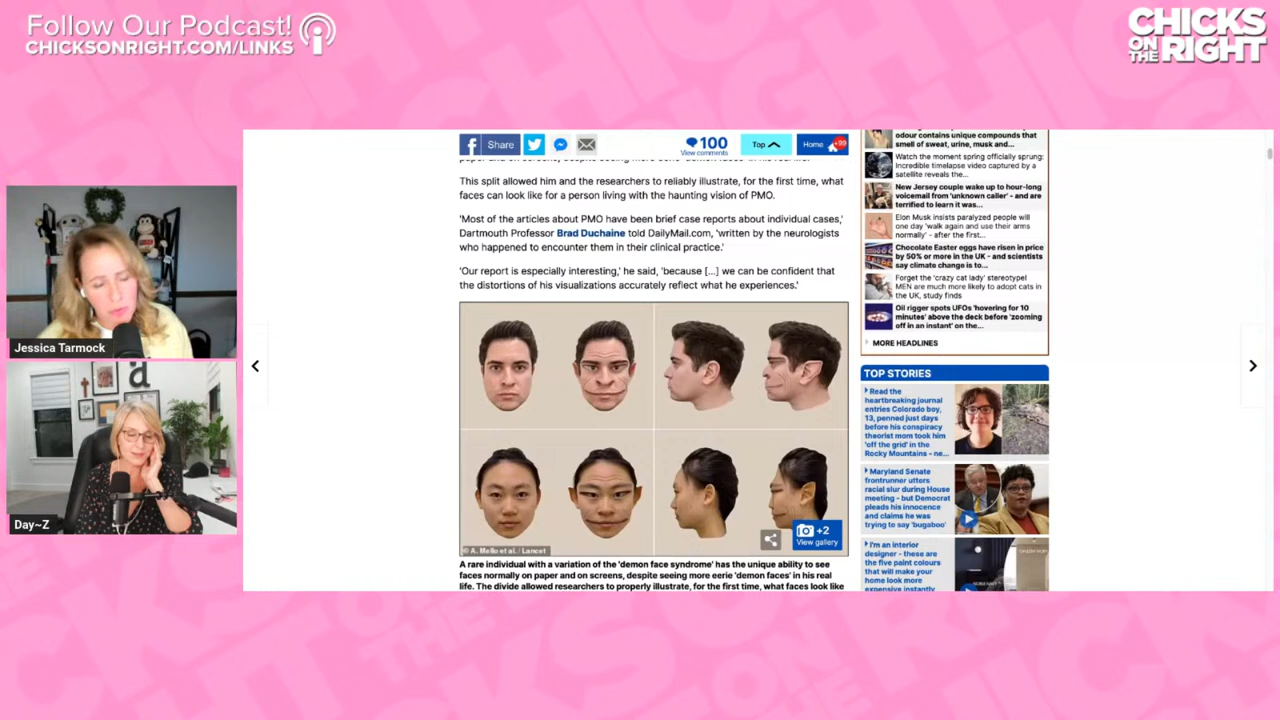 Follow Our Podcast!
CHICKSONRIGHT.COM/LINKS
CHICKS
ON THE RIGHT
Jessica Tarmock
Day~Z
Share
100
View comments
Top
Home
+99
This split allowed him and the researchers to reliably illustrate, for the first time, what
faces can look like for a person living with the haunting vision of PMO.
'Most of the articles about PMO have been brief case reports about individual cases,'
Dartmouth Professor Brad Duchaine told DailyMail.com, 'written by the neurologists
who happened to encounter them in their clinical practice.'
'Our report is especially interesting,' he said, 'because [...] we can be confident that
the distortions of his visualizations accurately reflect what he experiences.'
+2
View gallery
© A. Mello et al. / Lancet
A rare individual with a variation of the 'demon face syndrome' has the unique ability to see
faces normally on paper and on screens, despite seeing more eerie 'demon faces' in his real
life. The divide allowed researchers to properly illustrate, for the first time, what faces look like
odour contains unique compounds that
smell of sweat, urine, musk and...
Watch the moment spring officially sprung:
Incredible timelapse video captured by a
satellite reveals the...
New Jersey couple wake up to hour-long
voicemail from 'unknown caller' - and are
terrified to learn it was...
Elon Musk insists paralyzed people will
one day 'walk again and use their arms
normally' - after the first...
Chocolate Easter eggs have risen in price
by 50% or more in the UK - and scientists
say climate change is to...
Forget the 'crazy cat lady' stereotype!
MEN are much more likely to adopt cats in
the UK, study finds
Oil rigger spots UFOs 'hovering for 10
minutes' above the deck before 'zooming
off in an instant' on the...
MORE HEADLINES
TOP STORIES
Read the
heartbreaking journal
entries Colorado boy,
13, penned just days
before his conspiracy
theorist mom took him
'off the grid' in the
Rocky Mountains - ne...
Maryland Senate
frontrunner utters
racial slur during House
meeting - but Democrat
pleads his innocence
and claims he was
trying to say 'bugaboo'
I'm an interior
designer - these are
the five paint colours
that will make your
home look more
expensive instantly